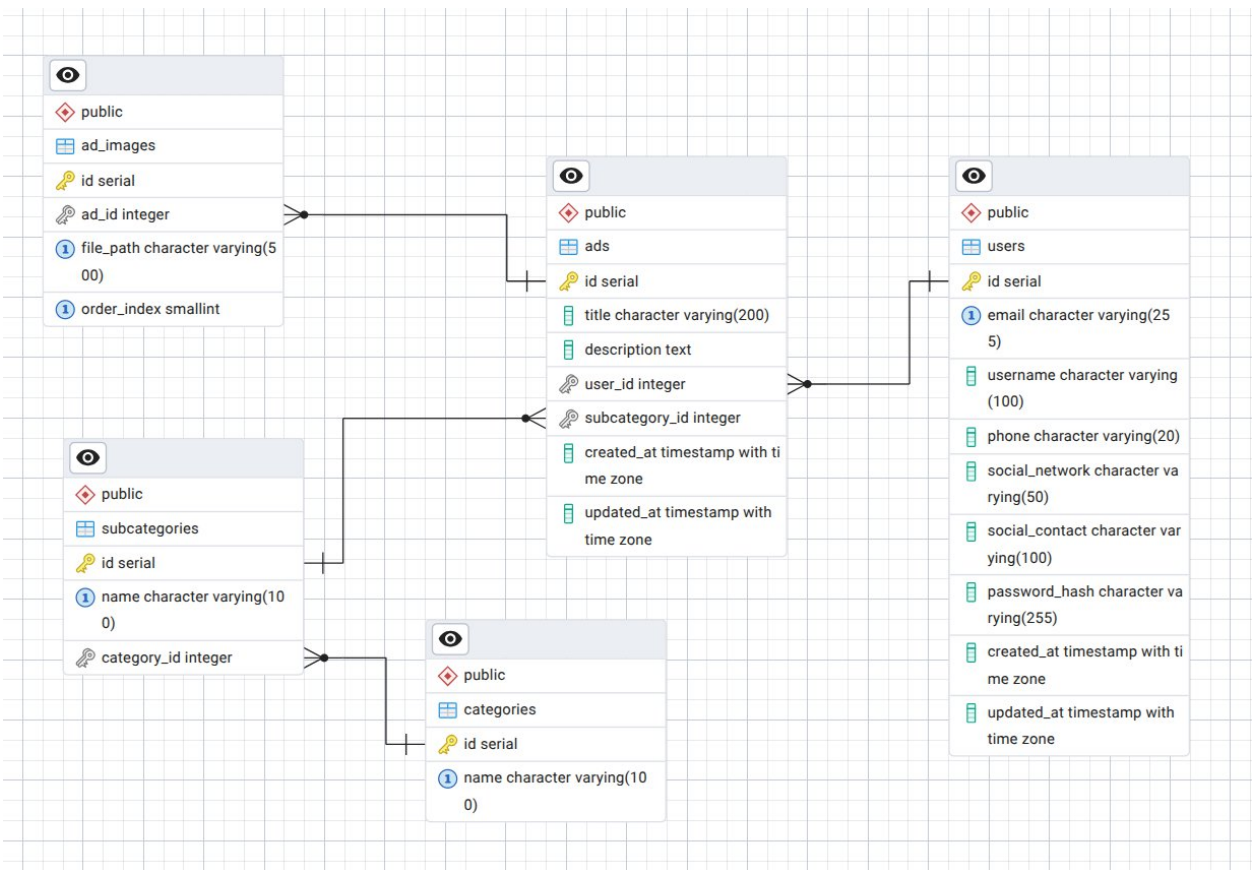 public
ad_images
id serial
ad_id integer
1 file_path character varying(5
00)
1 order_index smallint
public
ads
id serial
title character varying(200)
description text
user_id integer
subcategory_id integer
created_at timestamp with ti
me zone
updated_at timestamp with
time zone
public
users
id serial
1 email character varying(25
5)
username character varying
(100)
phone character varying(20)
social_network character va
rying(50)
social_contact character var
ying(100)
password_hash character va
rying(255)
created_at timestamp with ti
me zone
updated_at timestamp with
time zone
public
subcategories
id serial
1 name character varying(10
0)
category_id integer
public
categories
id serial
1 name character varying(10
0)